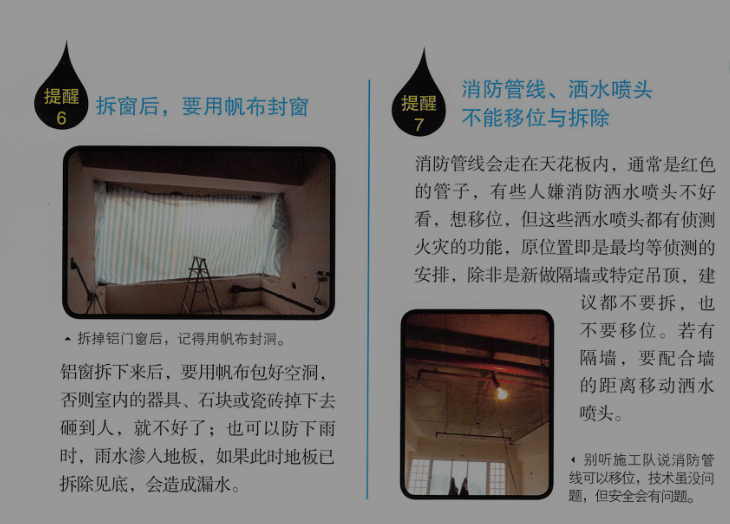 提醒
6
拆窗后，要用帆布封窗
拆掉铝门窗后，记得用帆布封洞。
铝窗拆下来后，要用帆布包好空洞，
否则室内的器具、石块或瓷砖掉下去
砸到人，就不好了；也可以防下雨
时，雨水渗入地板，如果此时地板已
拆除见底，会造成漏水。
提醒
7
消防管线、洒水喷头
不能移位与拆除
消防管线会走在天花板内，通常是红色
的管子，有些人嫌消防洒水喷头不好
看，想移位，但这些洒水喷头都有侦测
火灾的功能，原位置即是最均等侦测的
安排，除非是新做隔墙或特定吊顶，建
议都不要拆，也
不要移位。若有
隔墙，要配合墙
的距离移动洒水
喷头。
别听施工队说消防管
线可以移位，技术虽没问
题，但安全会有问题。